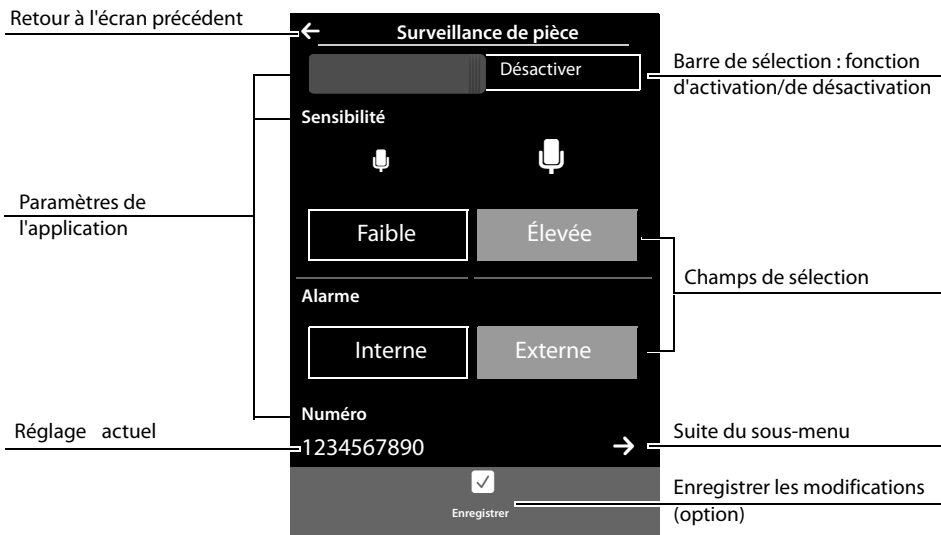 Retour à l'écran précédent
Surveillance de pièce
Désactiver
Barre de sélection : fonction
d'activation/de désactivation
Sensibilité
Paramètres de
l'application
Faible
Élevée
Champs de sélection
Alarme
Interne
Externe
Numéro
Réglage actuel
1234567890
Suite du sous-menu
Enregistrer
Enregistrer les modifications
(option)